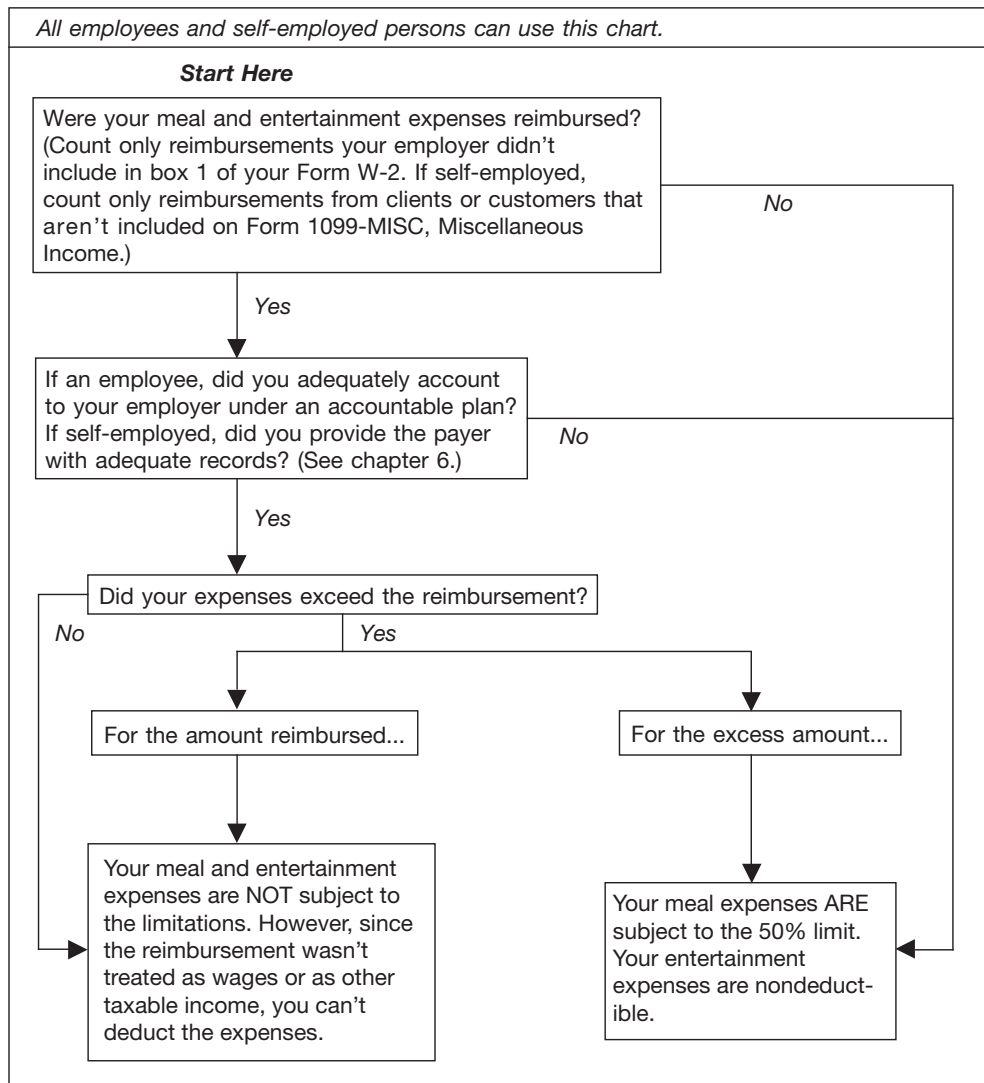 All employees and self-employed persons can use this chart.
Start Here
Were your meal and entertainment expenses reimbursed?
(Count only reimbursements your employer didn't
include in box 1 of your Form W-2. If self-employed,
count only reimbursements from clients or customers that
aren't included on Form 1099-MISC, Miscellaneous
Income.)
No
Yes
If an employee, did you adequately account
to your employer under an accountable plan?
If self-employed, did you provide the payer
with adequate records? (See chapter 6.)
No
Yes
Did your expenses exceed the reimbursement?
No
Yes
For the amount reimbursed...
For the excess amount...
Your meal and entertainment
expenses are NOT subject to
the limitations. However, since
the reimbursement wasn't
treated as wages or as other
taxable income, you can't
deduct the expenses.
Your meal expenses ARE
subject to the 50% limit.
Your entertainment
expenses are nondeduct-
ible.